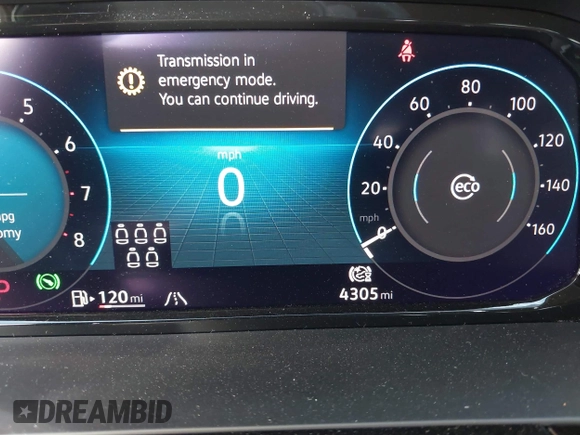 Transmission in
emergency mode.
You can continue driving.
mph
0
5
6
7
8
pg
omy
120 mi
0
20
40
60
80
100
120
140
160
mph
eco
4305 mi
DREAMBID